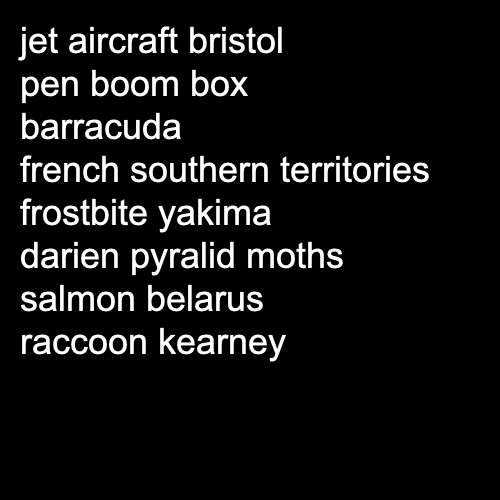 jet aircraft bristol
pen boom box
barracuda
french southern territories
frostbite yakima
darien pyralid moths
salmon belarus
raccoon kearney